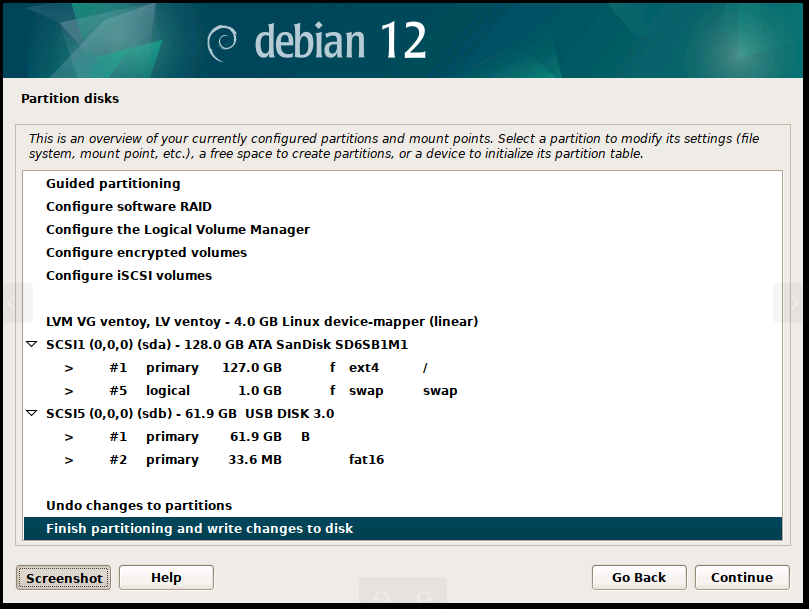 debian 12
Partition disks
This is an overview of your currently configured partitions and mount points. Select a partition to modify its settings (file
system, mount point, etc.), a free space to create partitions, or a device to initialize its partition table.
Guided partitioning
Configure software RAID
Configure the Logical Volume Manager
Configure encrypted volumes
Configure iSCSI volumes
LVM VG ventoy, LV ventoy - 4.0 GB Linux device-mapper (linear)
SCSI1 (0,0,0) (sda) - 128.0 GB ATA SanDisk SD6SB1M1
> #1 primary 127.0 GB f ext4 /
> #5 logical 1.0 GB f swap swap
SCSI5 (0,0,0) (sdb) - 61.9 GB USB DISK 3.0
> #1 primary 61.9 GB B
> #2 primary 33.6 MB fat16
Undo changes to partitions
Finish partitioning and write changes to disk
Screenshot Help Go Back Continue